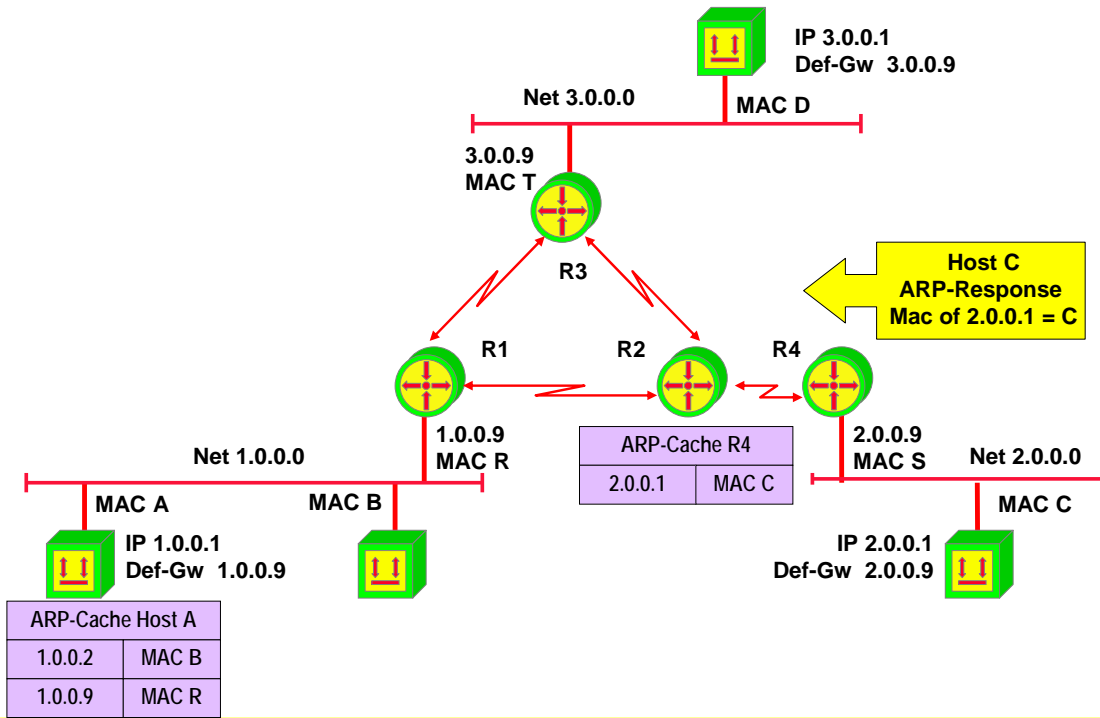 IP 3.0.0.1
Def-Gw 3.0.0.9
Net 3.0.0.0
MAC D
3.0.0.9
MAC T
R3
Host C
ARP-Response
Mac of 2.0.0.1 = C
R1
R2
R4
1.0.0.9
MAC R
ARP-Cache R4
2.0.0.1 MAC C
2.0.0.9
MAC S
Net 1.0.0.0
Net 2.0.0.0
MAC A
MAC B
MAC C
IP 1.0.0.1
Def-Gw 1.0.0.9
IP 2.0.0.1
Def-Gw 2.0.0.9
ARP-Cache Host A
1.0.0.2 MAC B
1.0.0.9 MAC R